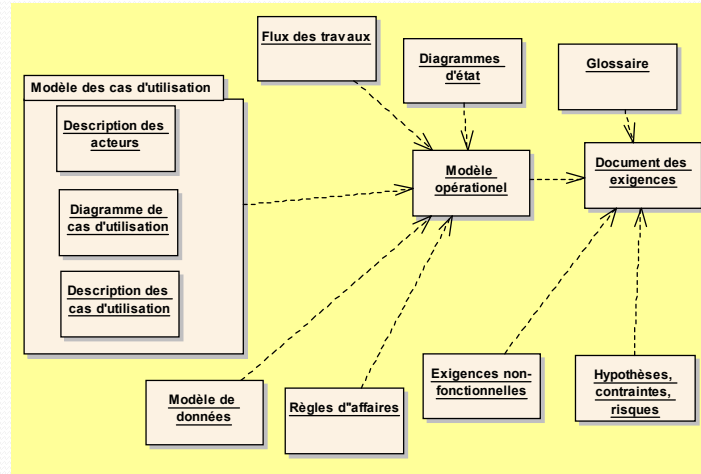 Flux des travaux
Diagrammes
d'état
Glossaire
Modèle des cas d'utilisation
Description des
acteurs
Diagramme de
cas d'utilisation
Description des
cas d'utilisation
Modèle
opérationel
Document des
exigences
Modèle de
données
Règles d"affaires
Exigences non-
fonctionnelles
Hypothèses,
contraintes,
risques